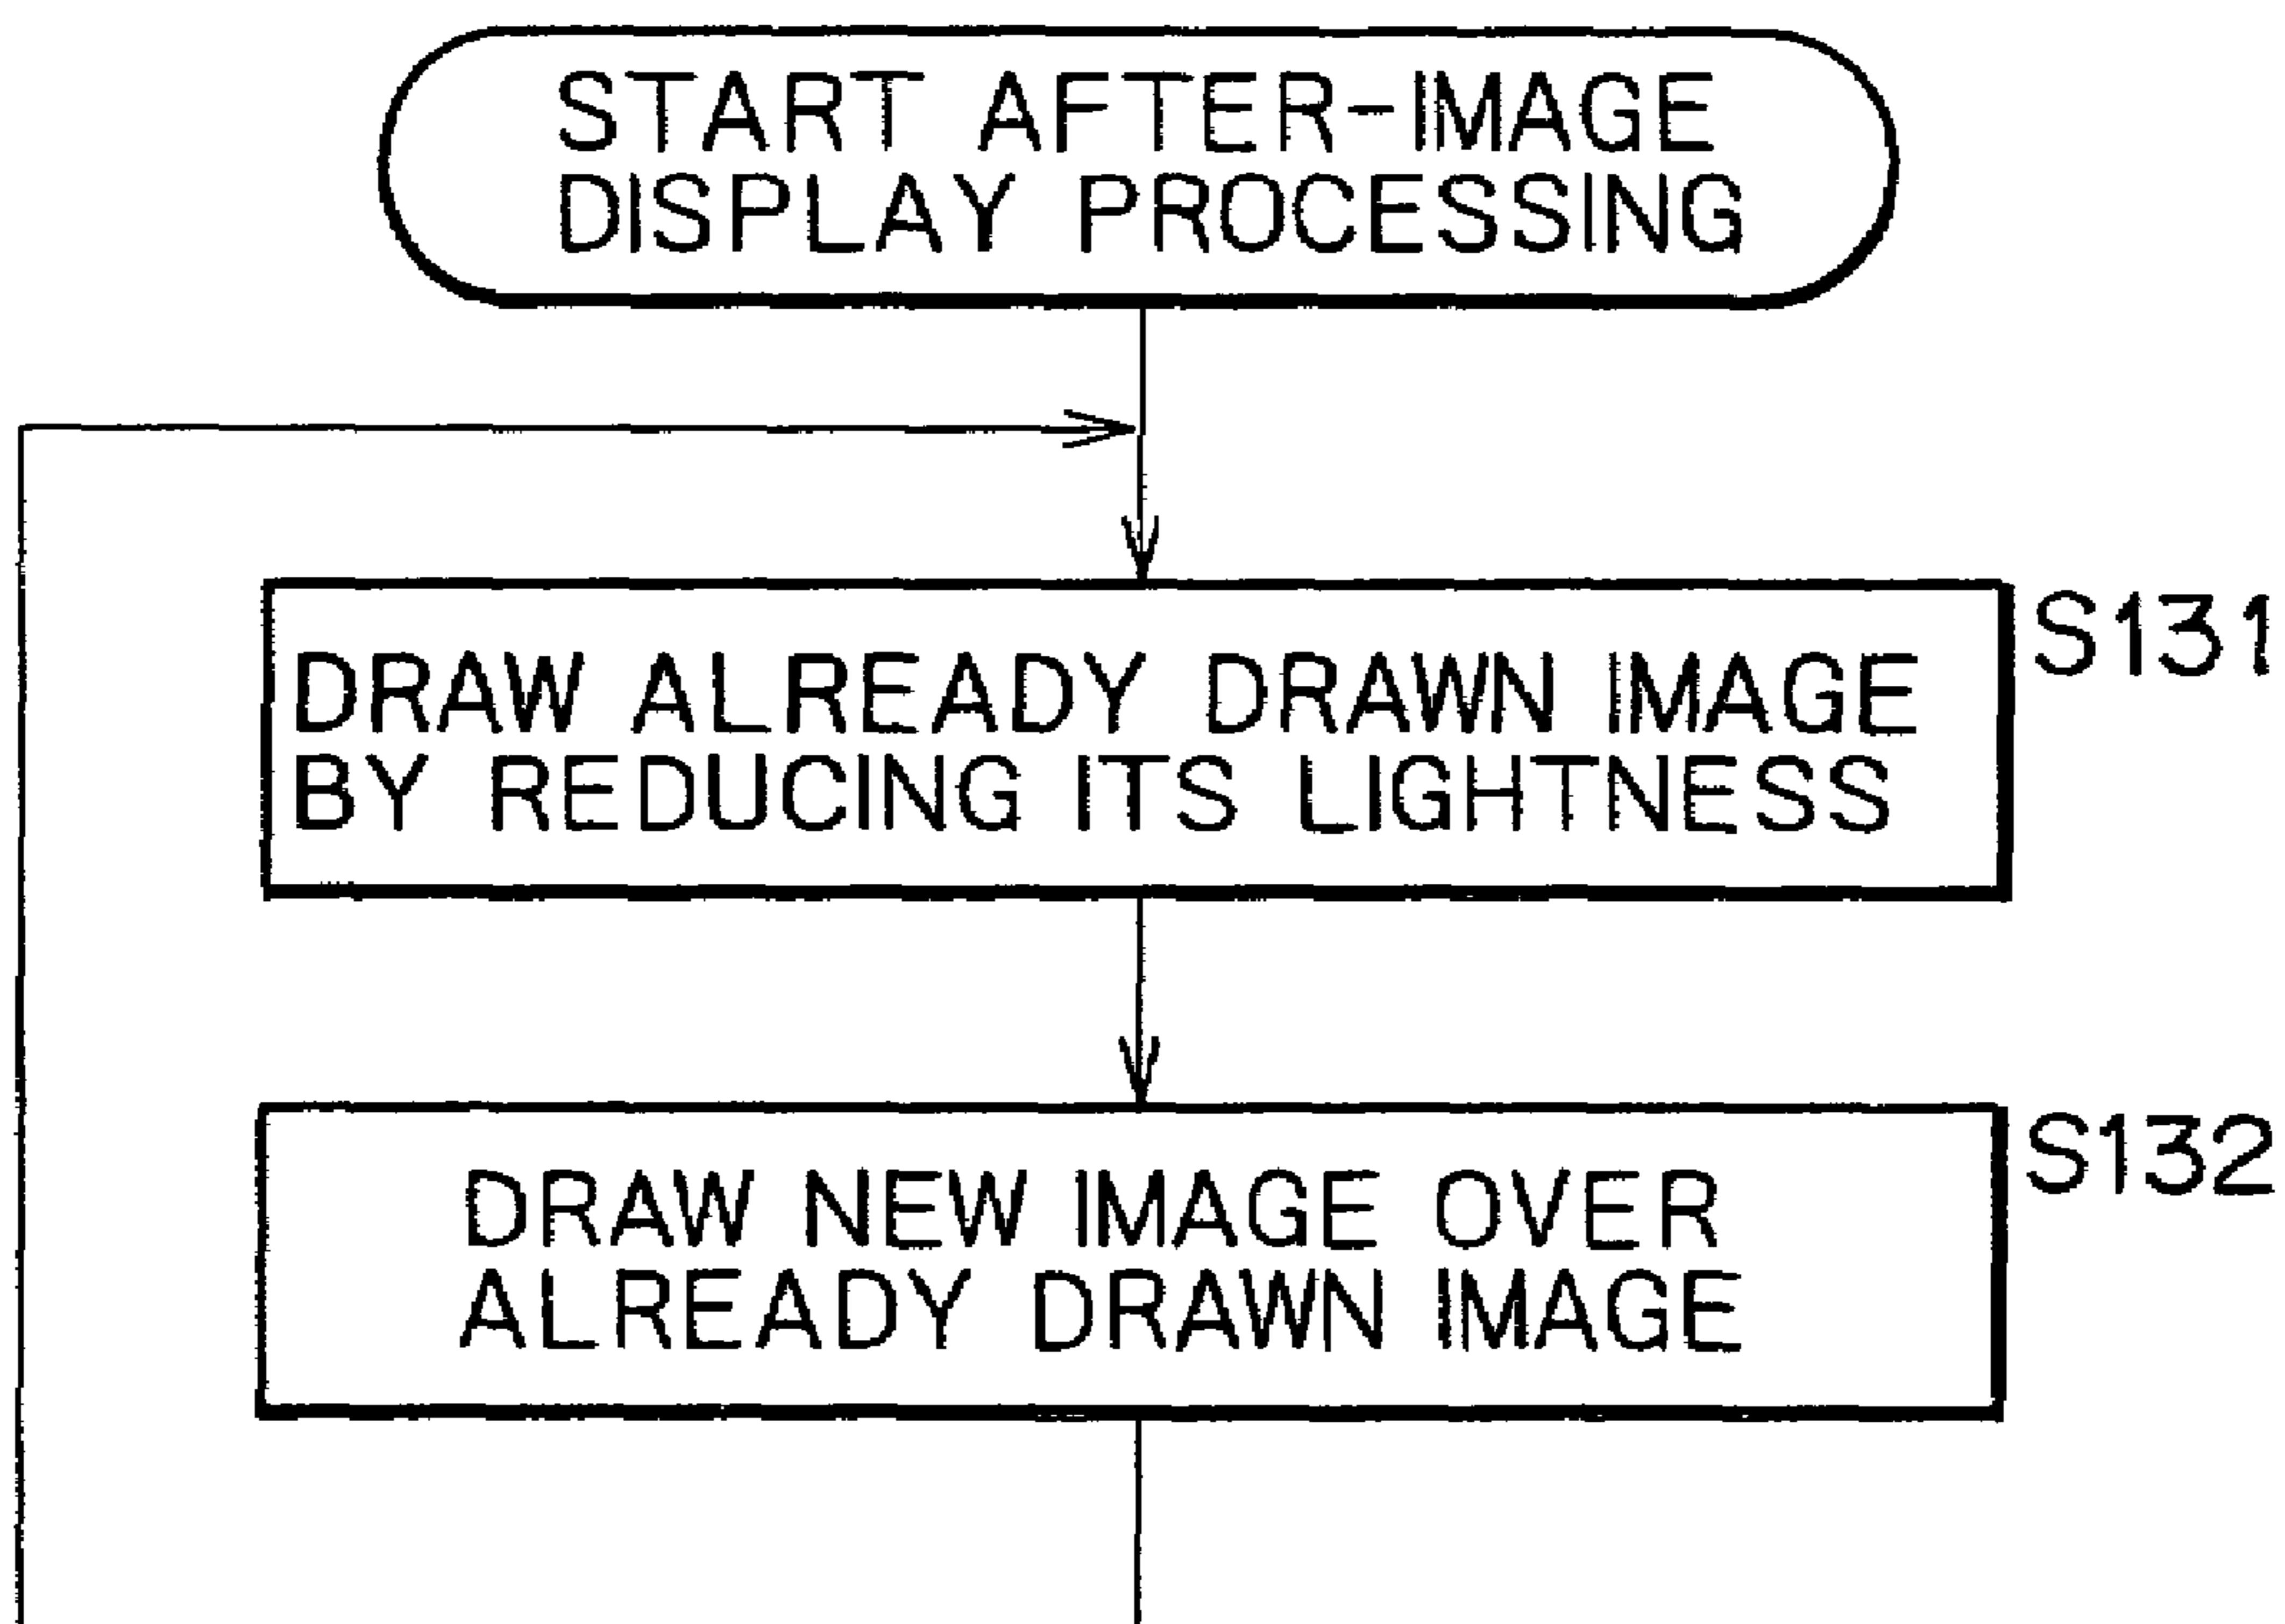 START AFTER-IMAGE
DISPLAY PROCESSING
S131
DRAW ALREADY DRAWN IMAGE
BY REDUCING ITS LIGHTNESS
S132
DRAW NEW IMAGE OVER
ALREADY DRAWN IMAGE